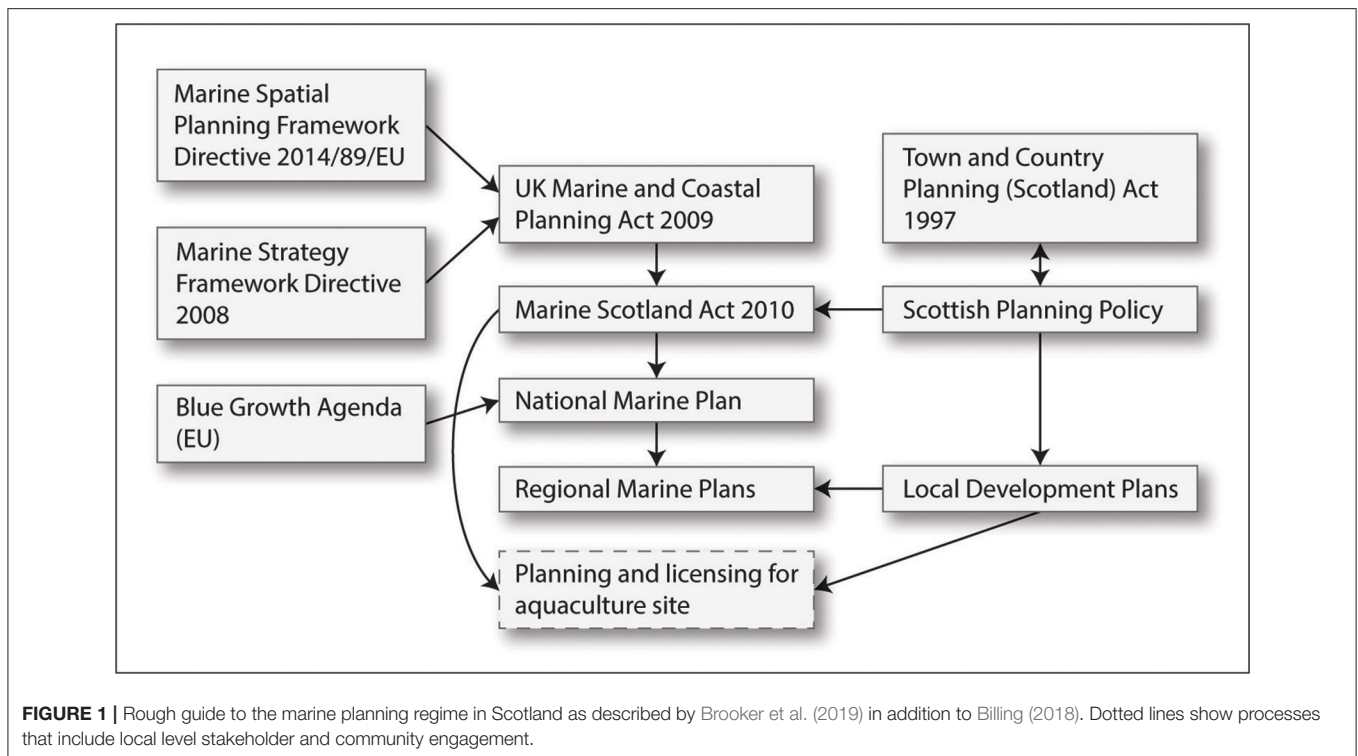 Marine Spatial
Planning Framework
Directive 2014/89/EU
Marine Strategy
Framework Directive
2008
Blue Growth Agenda
(EU)
UK Marine and Coastal
Planning Act 2009
Marine Scotland Act 2010
National Marine Plan
Regional Marine Plans
Planning and licensing for
aquaculture site
Town and Country
Planning (Scotland) Act
1997
Scottish Planning Policy
Local Development Plans
FIGURE 1 | Rough guide to the marine planning regime in Scotland as described by Brooker et al. (2019) in addition to Billing (2018). Dotted lines show processes
that include local level stakeholder and community engagement.